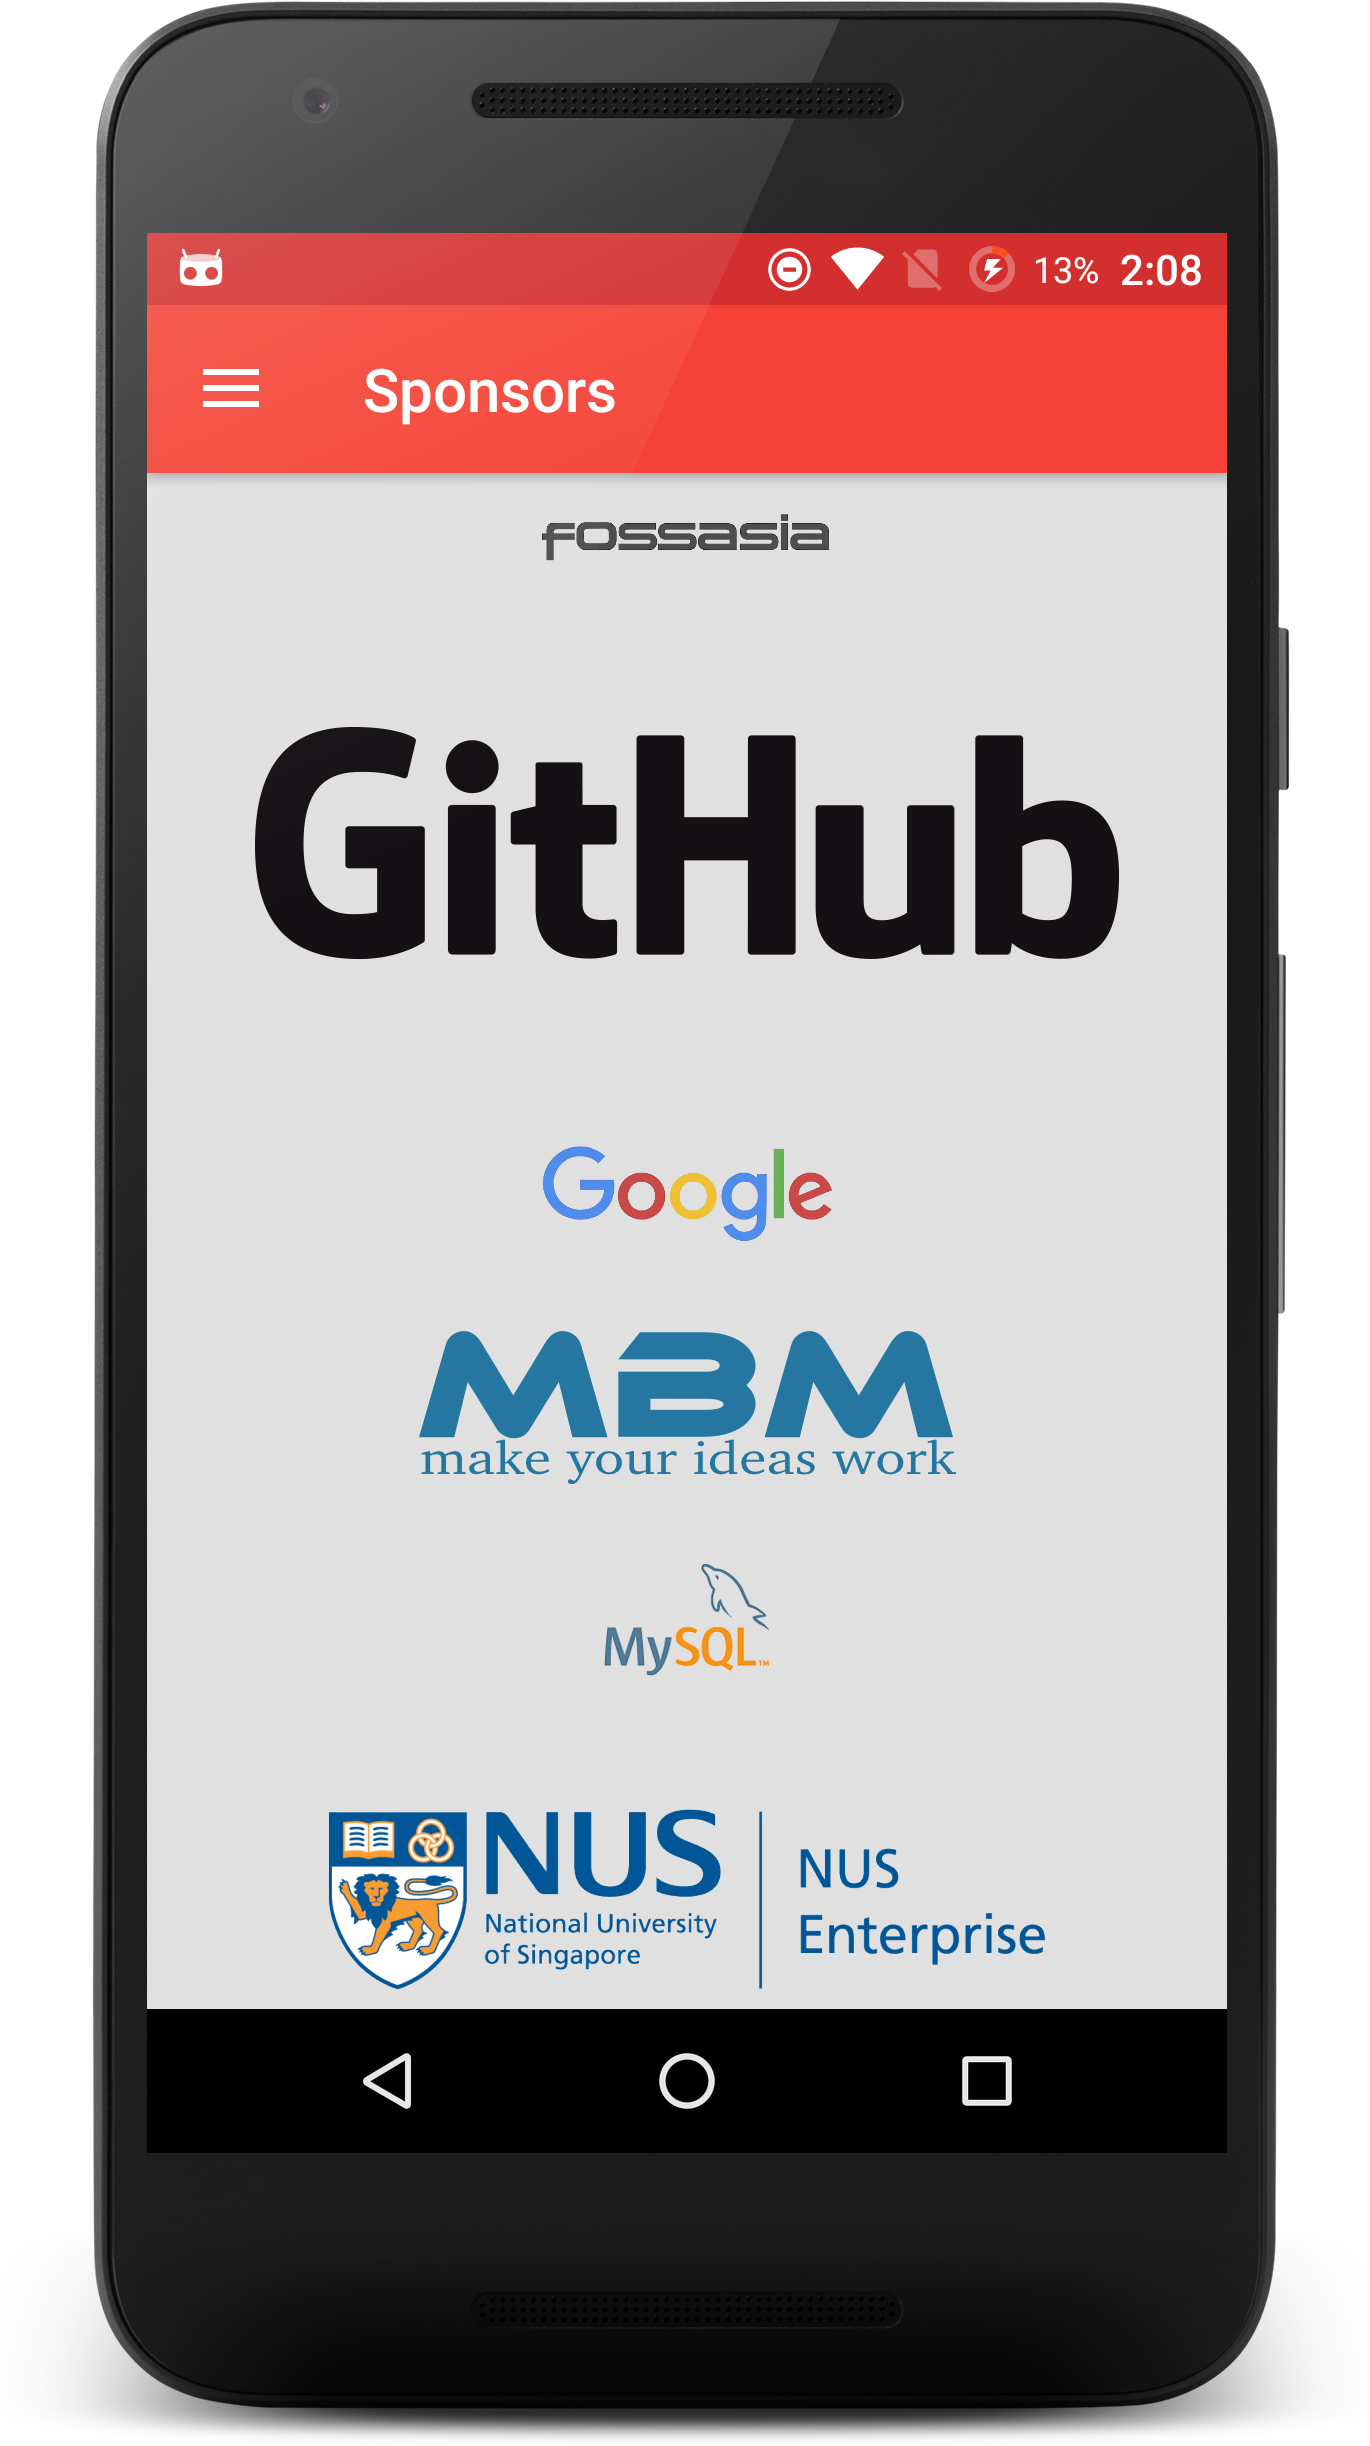 13% 2:08
Sponsors
fossasia
GitHub
Google
MBM
make your ideas work
MySQL™
NUS
National University
of Singapore
NUS
Enterprise